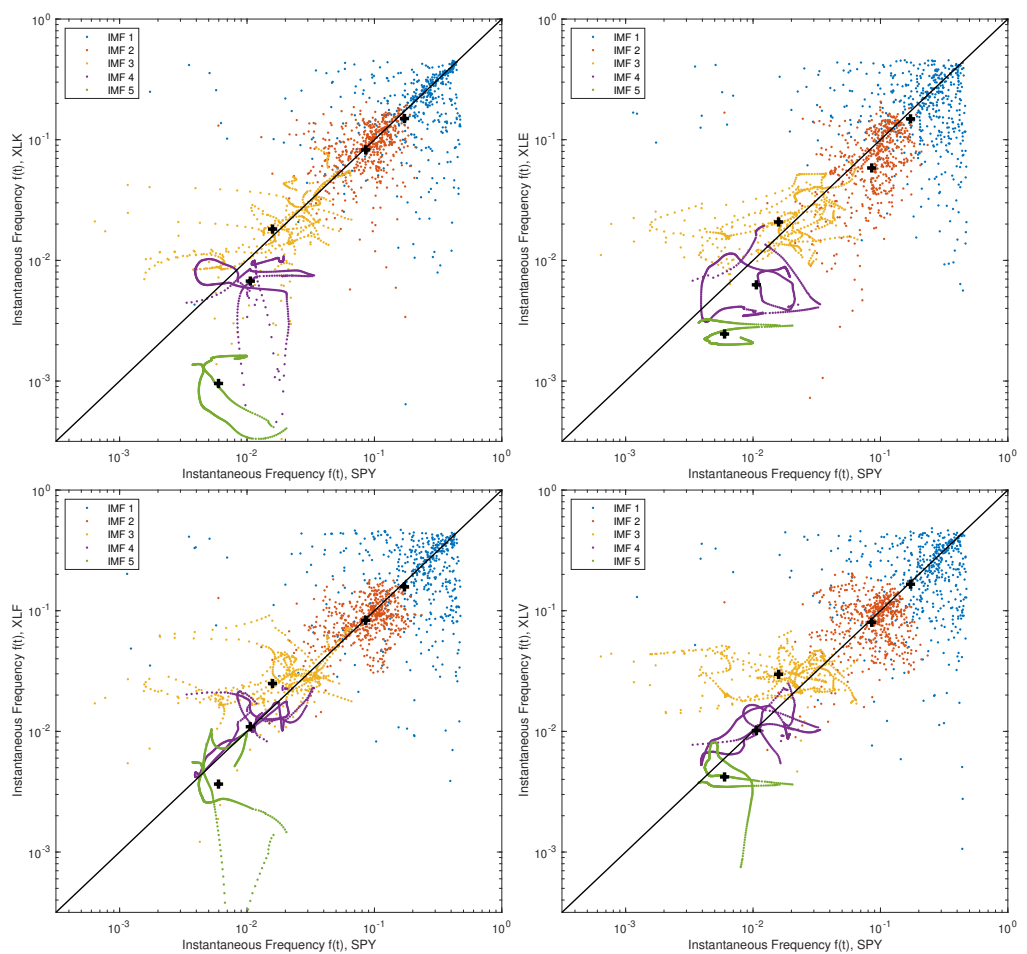 10^0
10^-1
10^-2
10^-3
Instantaneous Frequency f(t), XLK
IMF 1
IMF 2
IMF 3
IMF 4
IMF 5
10^-3
10^-2
10^-1
10^0
Instantaneous Frequency f(t), SPY
10^0
10^-1
10^-2
10^-3
Instantaneous Frequency f(t), XLE
IMF 1
IMF 2
IMF 3
IMF 4
IMF 5
10^-3
10^-2
10^-1
10^0
Instantaneous Frequency f(t), SPY
10^0
10^-1
10^-2
10^-3
Instantaneous Frequency f(t), XLF
IMF 1
IMF 2
IMF 3
IMF 4
IMF 5
10^-3
10^-2
10^-1
10^0
Instantaneous Frequency f(t), SPY
10^0
10^-1
10^-2
10^-3
Instantaneous Frequency f(t), XLV
IMF 1
IMF 2
IMF 3
IMF 4
IMF 5
10^-3
10^-2
10^-1
10^0
Instantaneous Frequency f(t), SPY